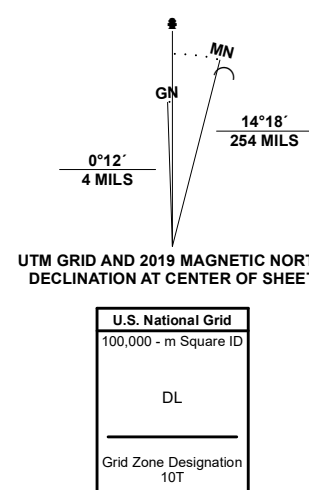 MN
GN
14°18´
254 MILS
0°12´
4 MILS
UTM GRID AND 2019 MAGNETIC NORT
DECLINATION AT CENTER OF SHEET
U.S. National Grid
100,000 - m Square ID
DL
Grid Zone Designation
10T